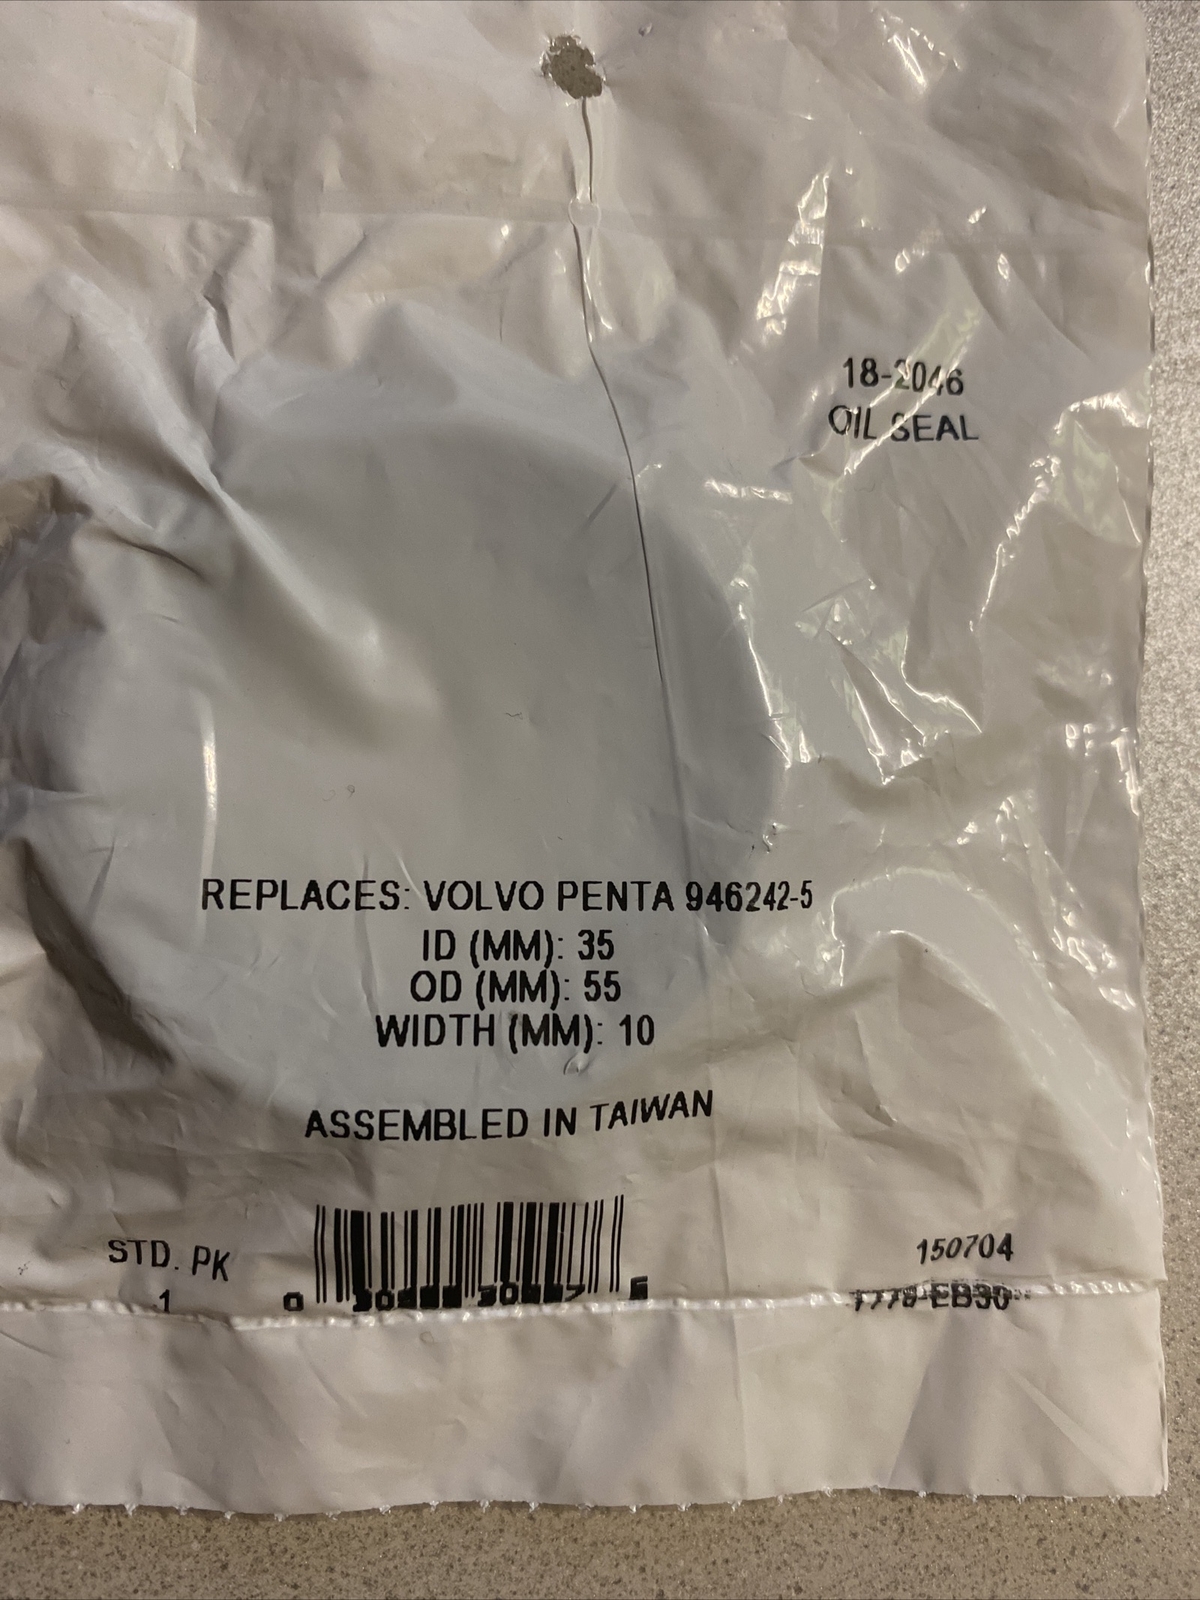 18-2046
OIL SEAL
REPLACES: VOLVO PENTA 946242-5
ID (MM): 35
OD (MM): 55
WIDTH (MM): 10
ASSEMBLED IN TAIWAN
STD. PK
1
150704